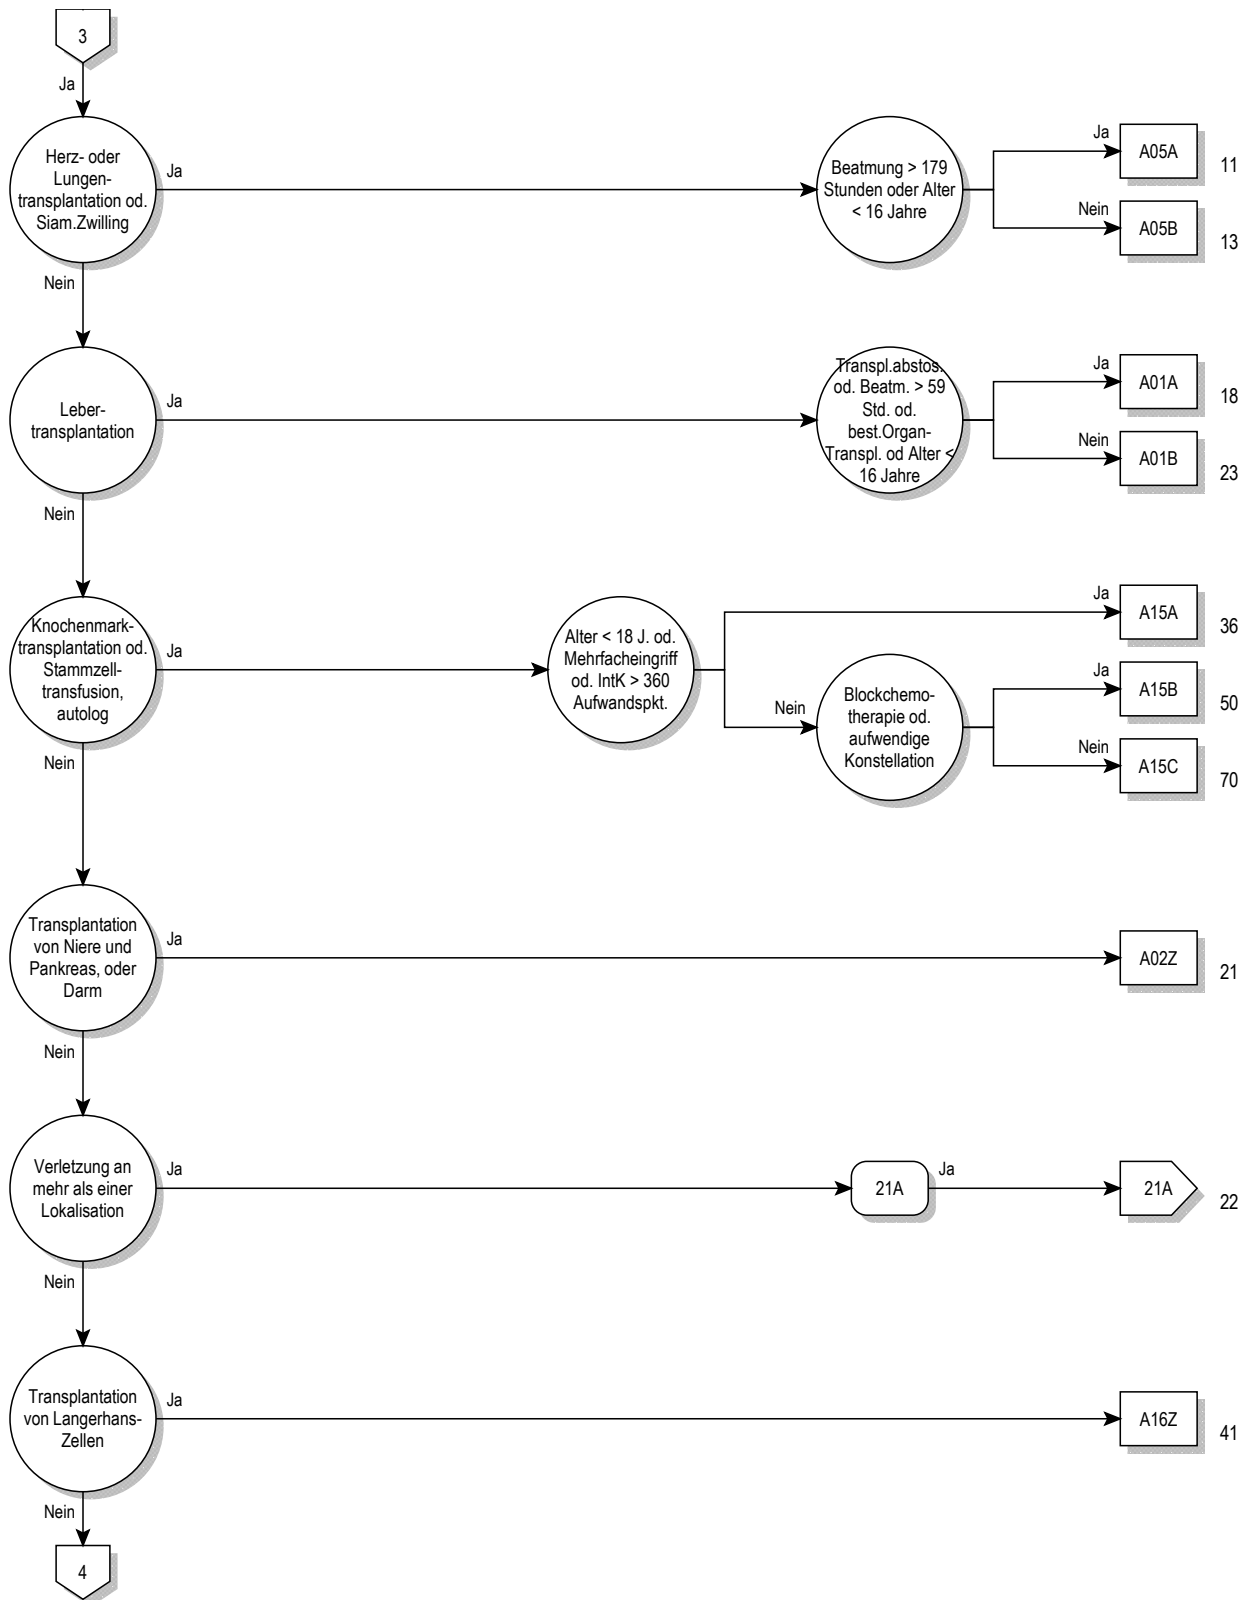 3
Ja
Herz- oder
Lungen-
transplantation od.
Siam.Zwilling
Ja
Beatmung > 179
Stunden oder Alter
< 16 Jahre
Ja
A05A
11
Nein
A05B
13
Nein
Leber-
transplantation
Ja
Transpl.abstos.
od. Beatm. > 59
Std. od.
best.Organ-
Transpl. od Alter <
16 Jahre
Ja
A01A
18
Nein
A01B
23
Nein
Knochenmark-
transplantation od.
Stammzell-
transfusion,
autolog
Ja
Alter < 18 J. od.
Mehrfacheingriff
od. IntK > 360
Aufwandspkt.
Ja
A15A
36
Nein
Blockchemo-
therapie od.
aufwendige
Konstellation
Ja
A15B
50
Nein
A15C
70
Nein
Transplantation
von Niere und
Pankreas, oder
Darm
Ja
A02Z
21
Nein
Verletzung an
mehr als einer
Lokalisation
Ja
21A
Ja
21A
22
Nein
Transplantation
von Langerhans-
Zellen
Ja
A16Z
41
Nein
4